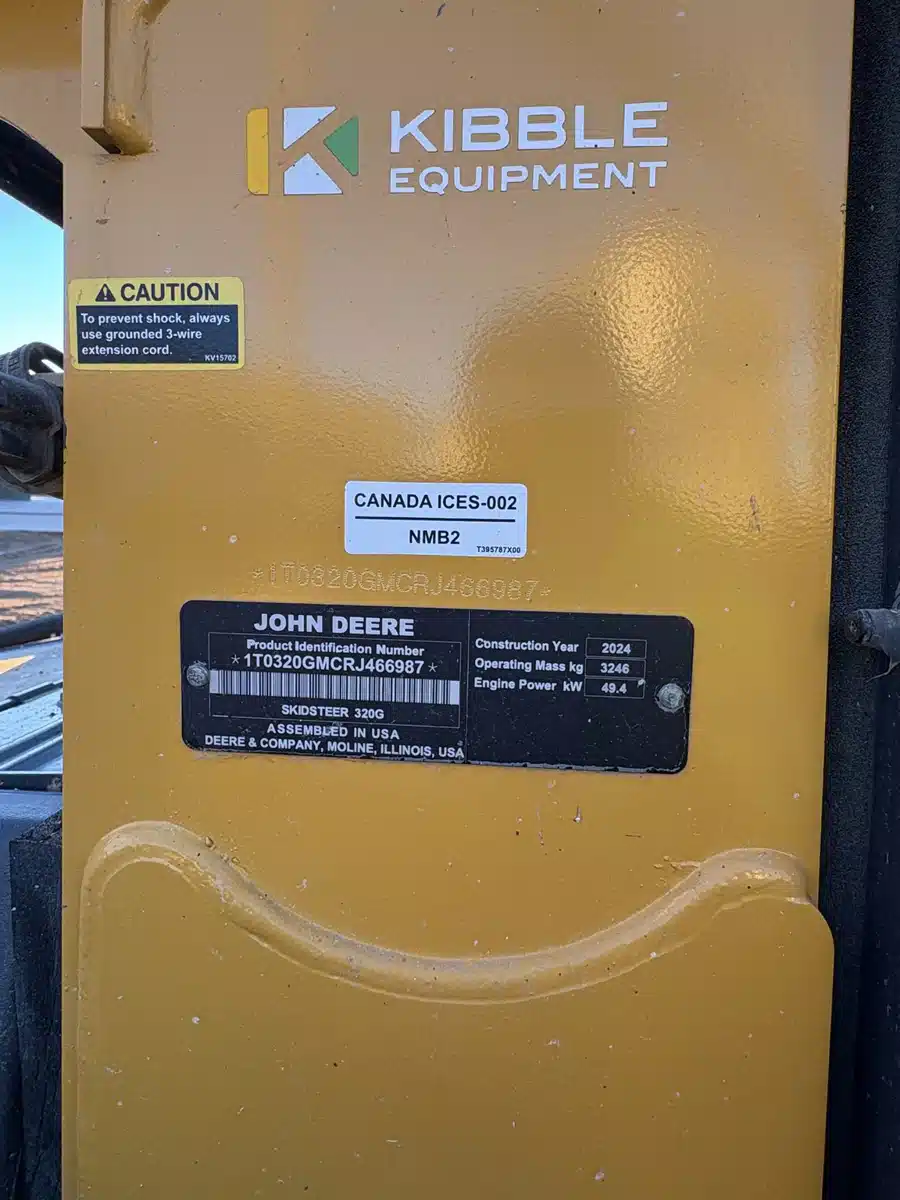 KIBBLE
EQUIPMENT
CAUTION
To prevent shock, always
use grounded 3-wire
extension cord.
KV15702
CANADA ICES-002
NMB2
T395787X00
*1T0320GMCRJ466987*
JOHN DEERE
Product Identification Number
*1T0320GMCRJ466987*
SKIDSTEER 320G
ASSEMBLED IN USA
DEERE & COMPANY, MOLINE, ILLINOIS, USA
Construction Year 2024
Operating Mass kg 3246
Engine Power kW 49.4